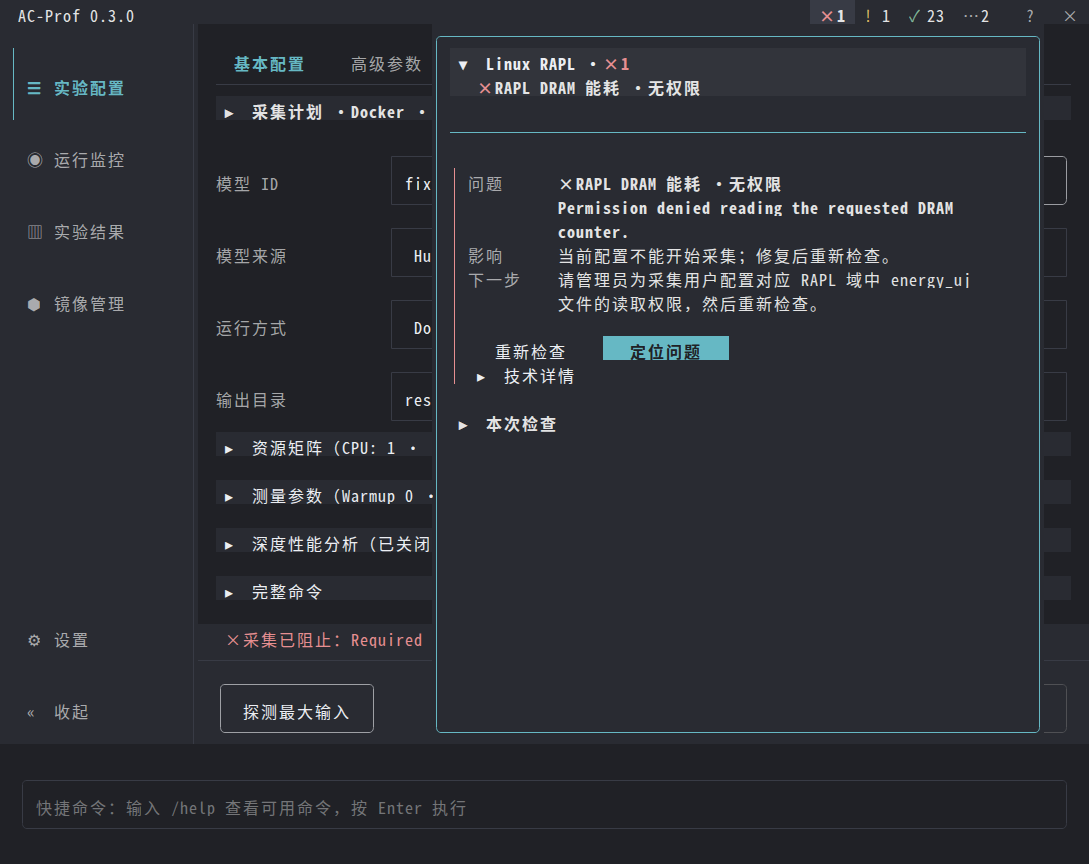 AC-Prof 0.3.0
×1 ! 1 ✓ 23 ⋯2 ? ×
☰ 实验配置
◉ 运行监控
▥ 实验结果
⬢ 镜像管理
⚙ 设置
« 收起
基本配置 高级参数
▶ 采集计划 · Docker ·
模型 ID fix
模型来源 Hu
运行方式 Do
输出目录 res
▶ 资源矩阵（CPU: 1 ·
▶ 测量参数（Warmup 0 ·
▶ 深度性能分析（已关闭
▶ 完整命令
×采集已阻止: Required
探测最大输入
▼ Linux RAPL · ×1
×RAPL DRAM 能耗 · 无权限
问题 ×RAPL DRAM 能耗 · 无权限
Permission denied reading the requested DRAM
counter.
影响 当前配置不能开始采集；修复后重新检查。
下一步 请管理员为采集用户配置对应 RAPL 域中 energy_uj
文件的读取权限，然后重新检查。
重新检查 定位问题
▶ 技术详情
▶ 本次检查
快捷命令：输入 /help 查看可用命令，按 Enter 执行